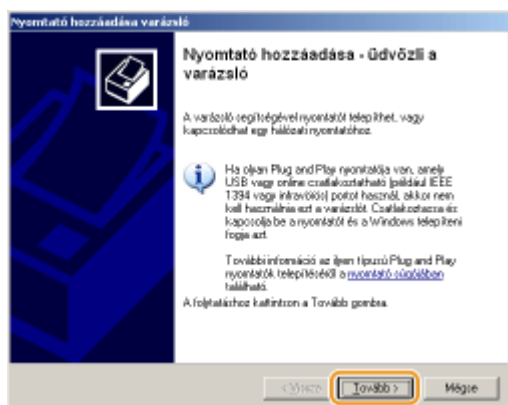 Nyomtató hozzáadása varázsló
Nyomtató hozzáadása - üdvözli a
varázsló
A varázsló segítségével nyomtatót telepíthet, vagy
kapcsolódhat egy hálózati nyomtatóhoz.
Ha olyan Plug and Play nyomtatója van, amely
USB vagy online csatlakoztatható (például IEEE
1394 vagy infravörös) portot használ, akkor nem
kell használnia ezt a varázslót. Csatlakoztassa és
kapcsolja be a nyomtatót és a Windows telepíteni
fogja azt.
További információ az ilyen típusú Plug and Play
nyomtatók telepítéséről a nyomtató súgójában
található.
A folytatáshoz kattintson a Tovább gombra.
< Vissza Tovább > Mégse